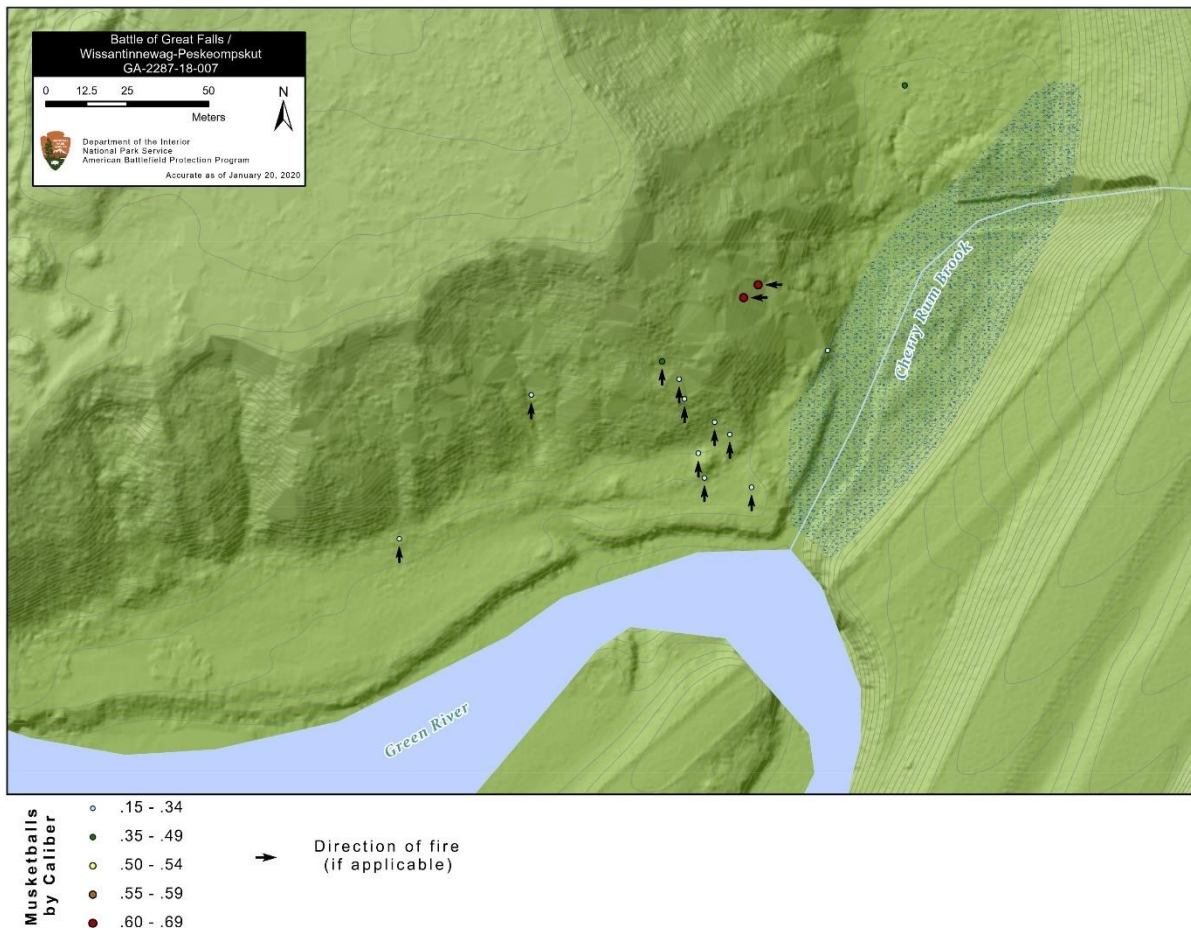 Battle of Great Falls /
Wissantinnewag-Peskeompskut
GA-2287-18-007
0 12.5 25 50
Meters
N
Department of the Interior
National Park Service
American Battlefield Protection Program
Accurate as of January 20, 2020
Cherry Rum Brook
Green River
Musketballs
by Caliber
.15 - .34
.35 - .49
.50 - .54
.55 - .59
.60 - .69
Direction of fire
(if applicable)